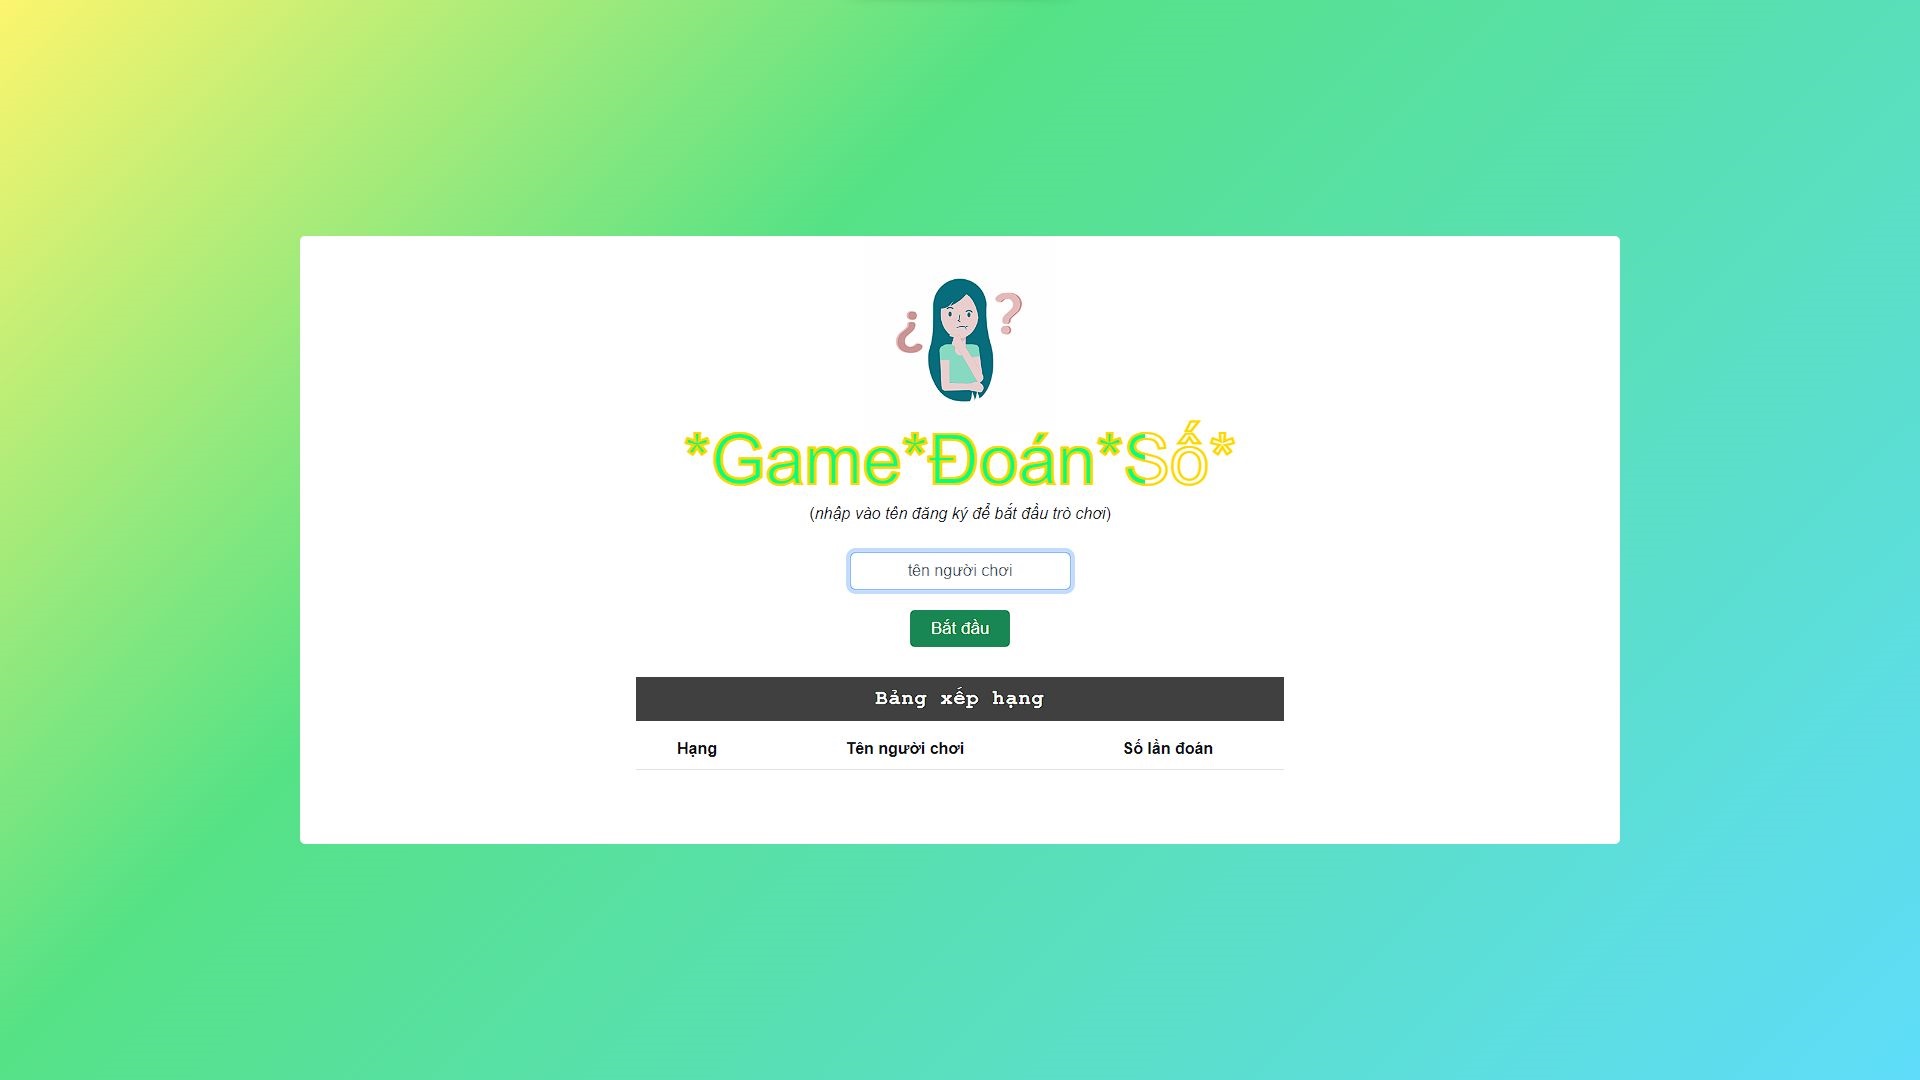 *Game*Đoán*Số*
(nhập vào tên đăng ký để bắt đầu trò chơi)
tên người chơi
Bắt đầu
Bảng xếp hạng
Hạng Tên người chơi Số lần đoán